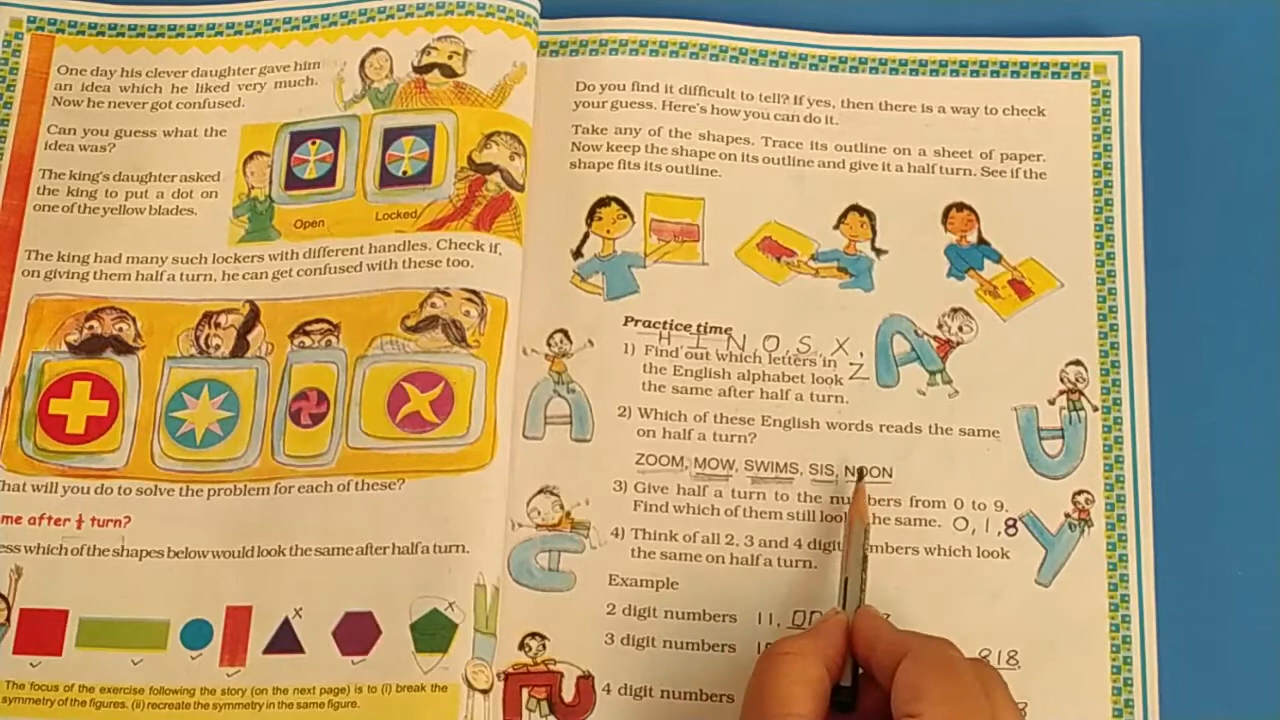 One day his clever daughter gave him
an idea which he liked very much.
Now he never got confused.
Can you guess what the
idea was?
The king's daughter asked
the king to put a dot on
one of the yellow blades.
Open
Locked
The king had many such lockers with different handles. Check if,
on giving them half a turn, he can get confused with these too.
hat will you do to solve the problem for each of these?
me after ½ turn?
ess which of the shapes below would look the same after half a turn.
The focus of the exercise following the story (on the next page) is to (i) break the
symmetry of the figures. (ii) recreate the symmetry in the same figure.
Do you find it difficult to tell? If yes, then there is a way to check
your guess. Here's how you can do it.
Take any of the shapes. Trace its outline on a sheet of paper.
Now keep the shape on its outline and give it a half turn. See if the
shape fits its outline.
Practice time
H, I, N, O, S, X,
1) Find out which letters in Z
the English alphabet look
the same after half a turn.
2) Which of these English words reads the same
on half a turn?
ZOOM, MOW, SWIMS, SIS, NOON
3) Give half a turn to the numbers from 0 to 9.
Find which of them still look the same. 0, 1, 8
4) Think of all 2, 3 and 4 digit numbers which look
the same on half a turn.
Example
2 digit numbers 11,
3 digit numbers 818
4 digit numbers